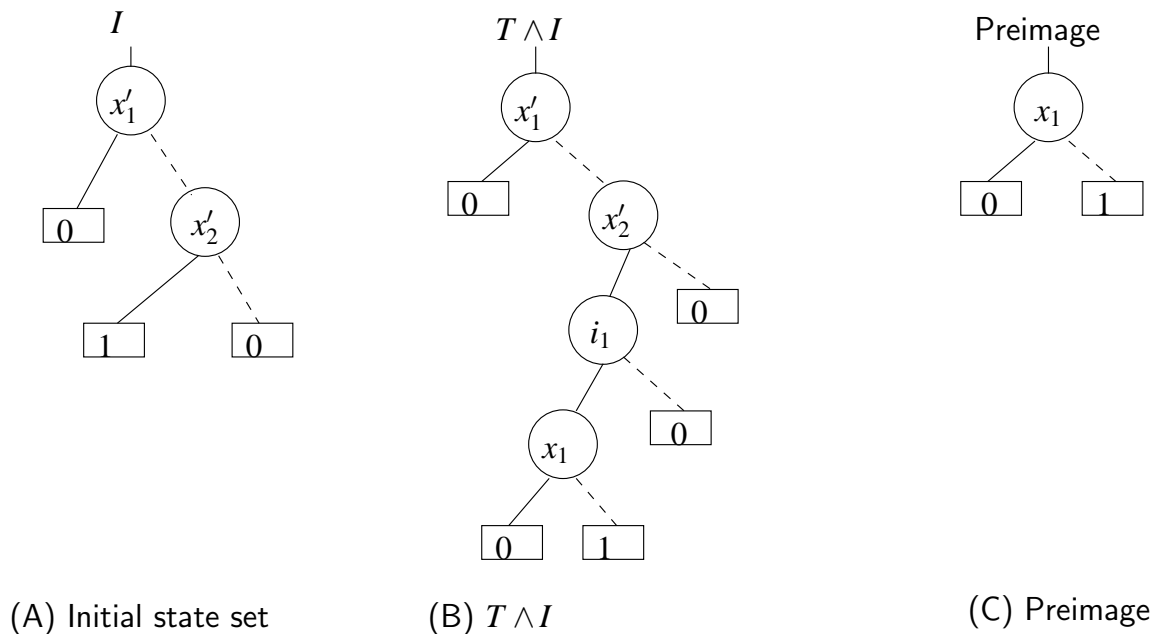 I
x′₁
0
x′₂
1
0
T ∧ I
x′₁
0
x′₂
0
i₁
0
x₁
0
1
Preimage
x₁
0
1
(A) Initial state set
(B) T ∧ I
(C) Preimage